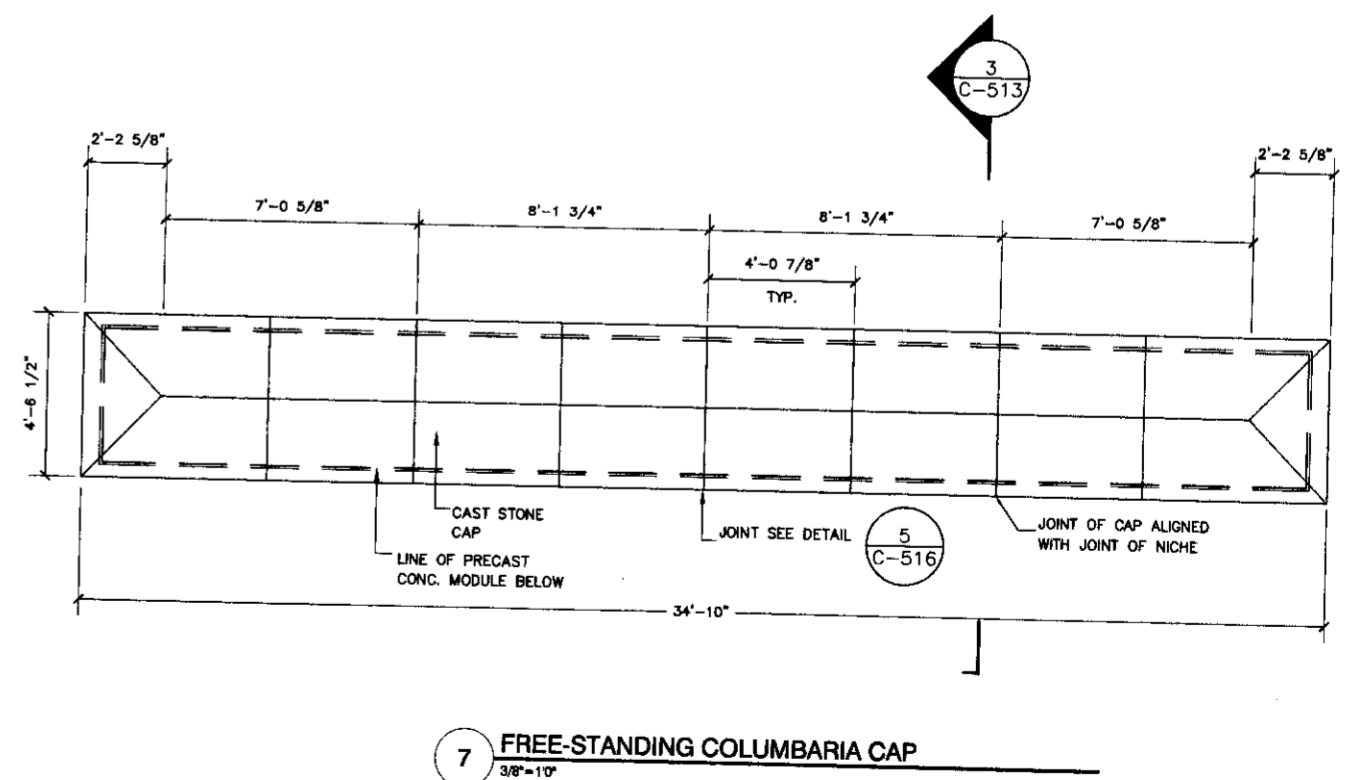 3
C-513
2'-2 5/8"
2'-2 5/8"
7'-0 5/8"
8'-1 3/4"
8'-1 3/4"
7'-0 5/8"
4'-0 7/8"
TYP.
4'-6 1/2"
CAST STONE
CAP
LINE OF PRECAST
CONC. MODULE BELOW
JOINT SEE DETAIL
5
C-516
JOINT OF CAP ALIGNED
WITH JOINT OF NICHE
34'-10"
7
FREE-STANDING COLUMBARIA CAP
3/8"=1'0"